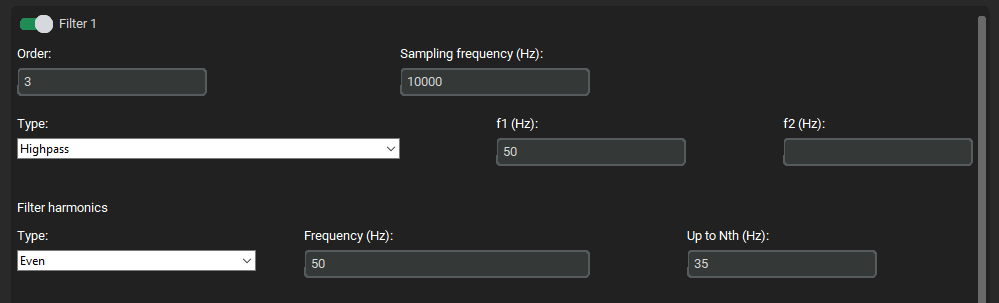 Filter 1
Order:
Sampling frequency (Hz):
3
10000
Type:
f1 (Hz):
f2 (Hz):
Highpass
50
Filter harmonics
Type:
Frequency (Hz):
Up to Nth (Hz):
Even
50
35